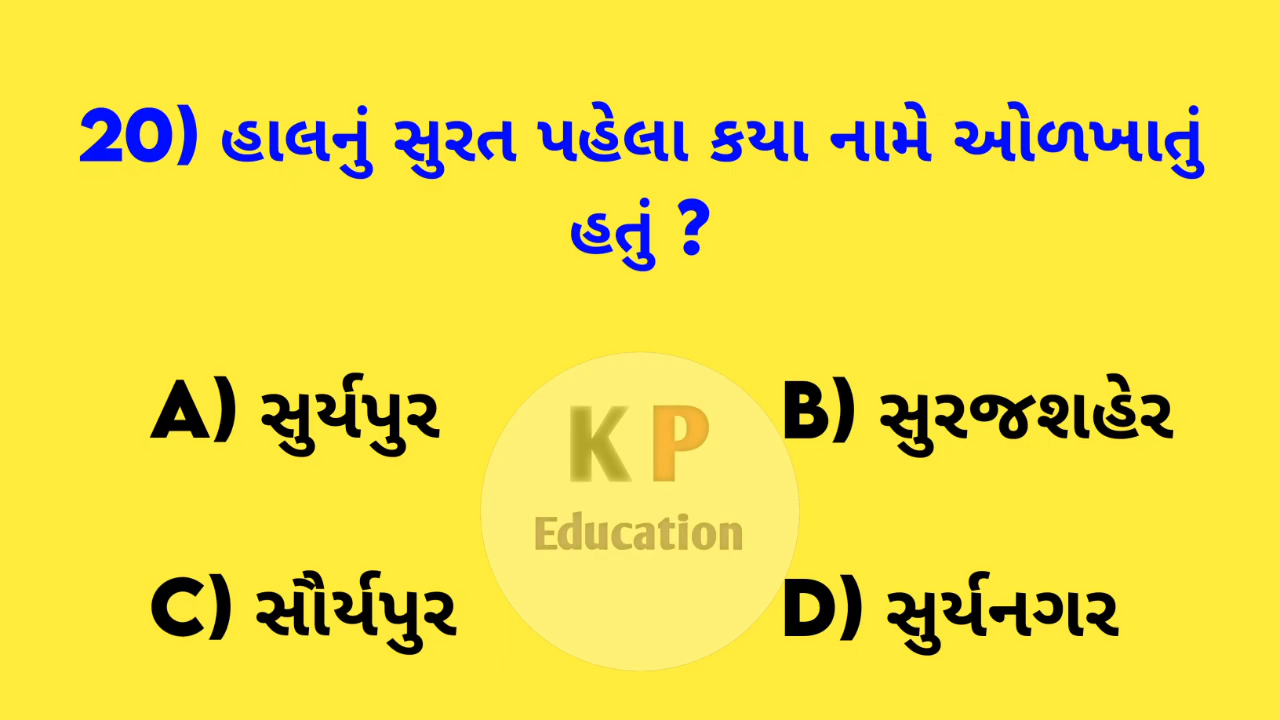 20) હાલનું સુરત પહેલા કયા નામે ઓળખાતું
હતું ?
A) સુર્યપુર
B) સુરજશહેર
K P
Education
C) સૌર્યપુર
D) સુર્યનગર